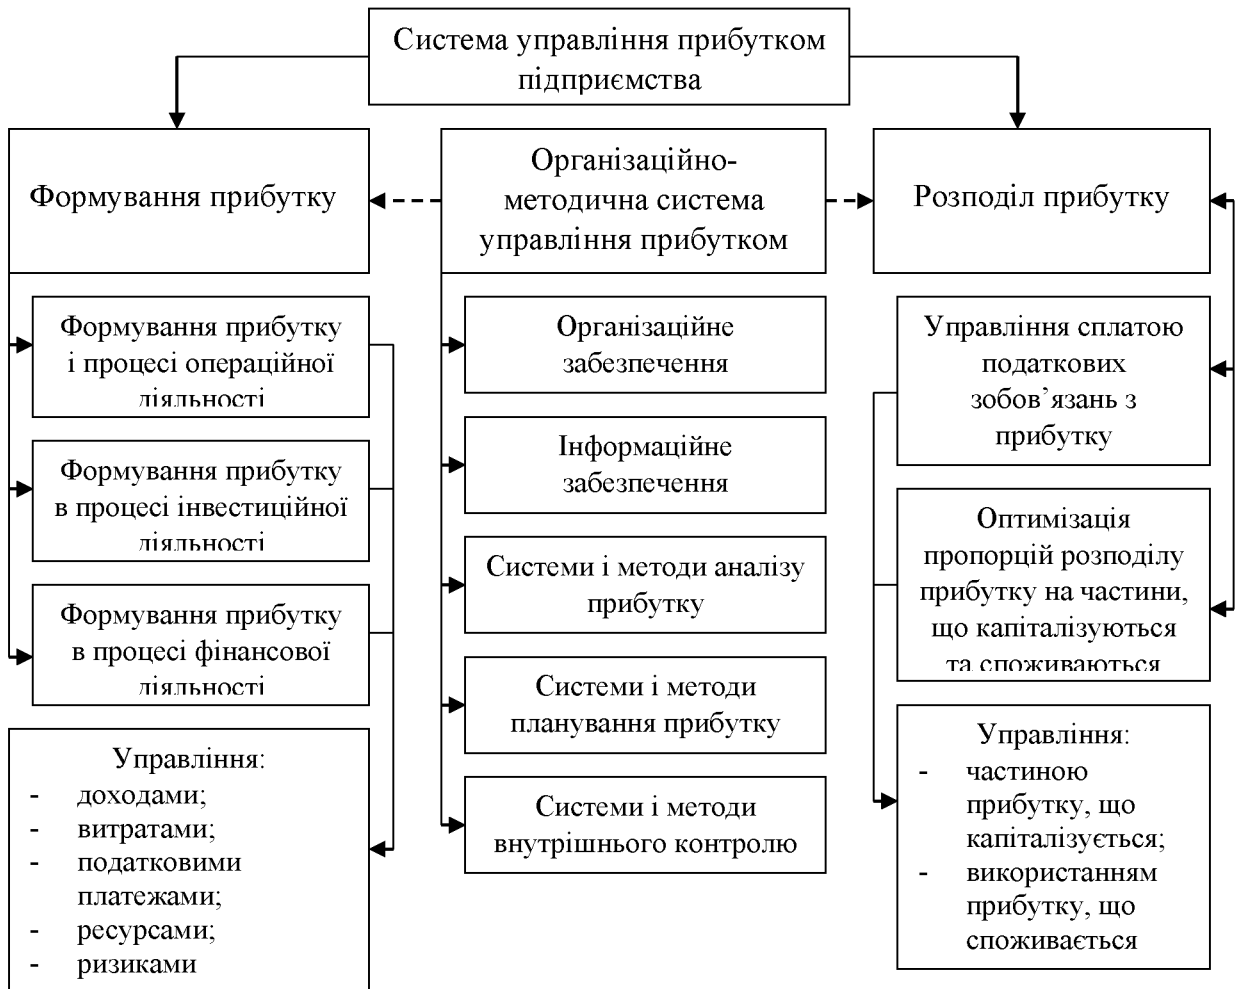 Система управління прибутком
підприємства
Формування прибутку
Організаційно-
методична система
управління прибутком
Розподіл прибутку
Формування прибутку
і процесі операційної
діяльності
Формування прибутку
в процесі інвестиційної
діяльності
Формування прибутку
в процесі фінансової
діяльності
Управління:
- доходами;
- витратами;
- податковими
платежами;
- ресурсами;
- ризиками
Організаційне
забезпечення
Інформаційне
забезпечення
Системи і методи аналізу
прибутку
Системи і методи
планування прибутку
Системи і методи
внутрішнього контролю
Управління сплатою
податкових
зобов’язань з
прибутку
Оптимізація
пропорцій розподілу
прибутку на частини,
що капіталізуються
та споживаються
Управління:
- частиною
прибутку, що
капіталізується;
- використанням
прибутку, що
споживається